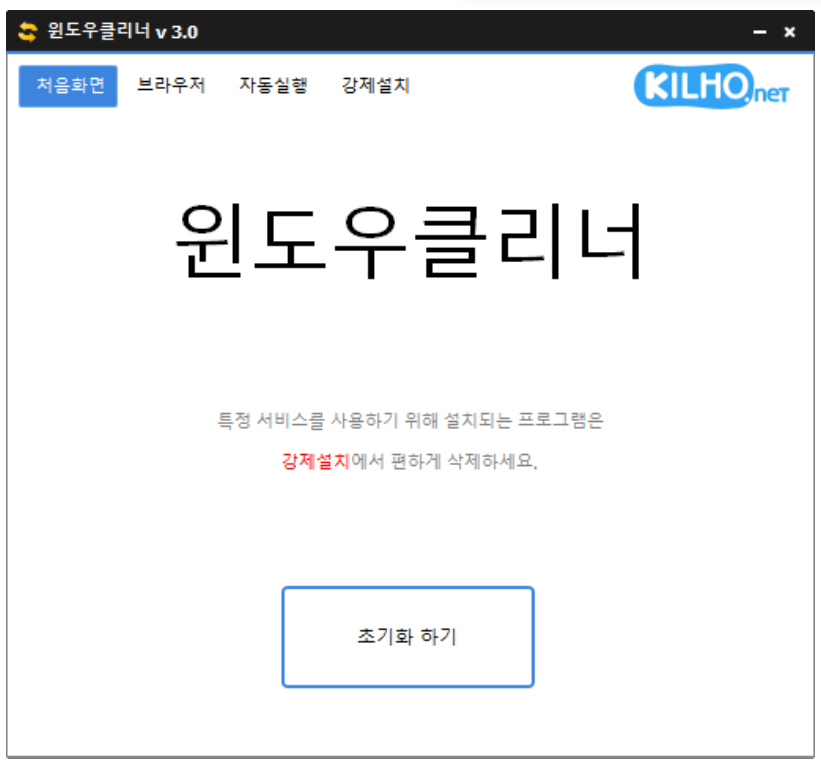 윈도우클리너 v 3.0
처음화면 브라우저 자동실행 강제설치 KILHO.net
윈도우클리너
특정 서비스를 사용하기 위해 설치되는 프로그램은
강제설치에서 편하게 삭제하세요.
초기화 하기